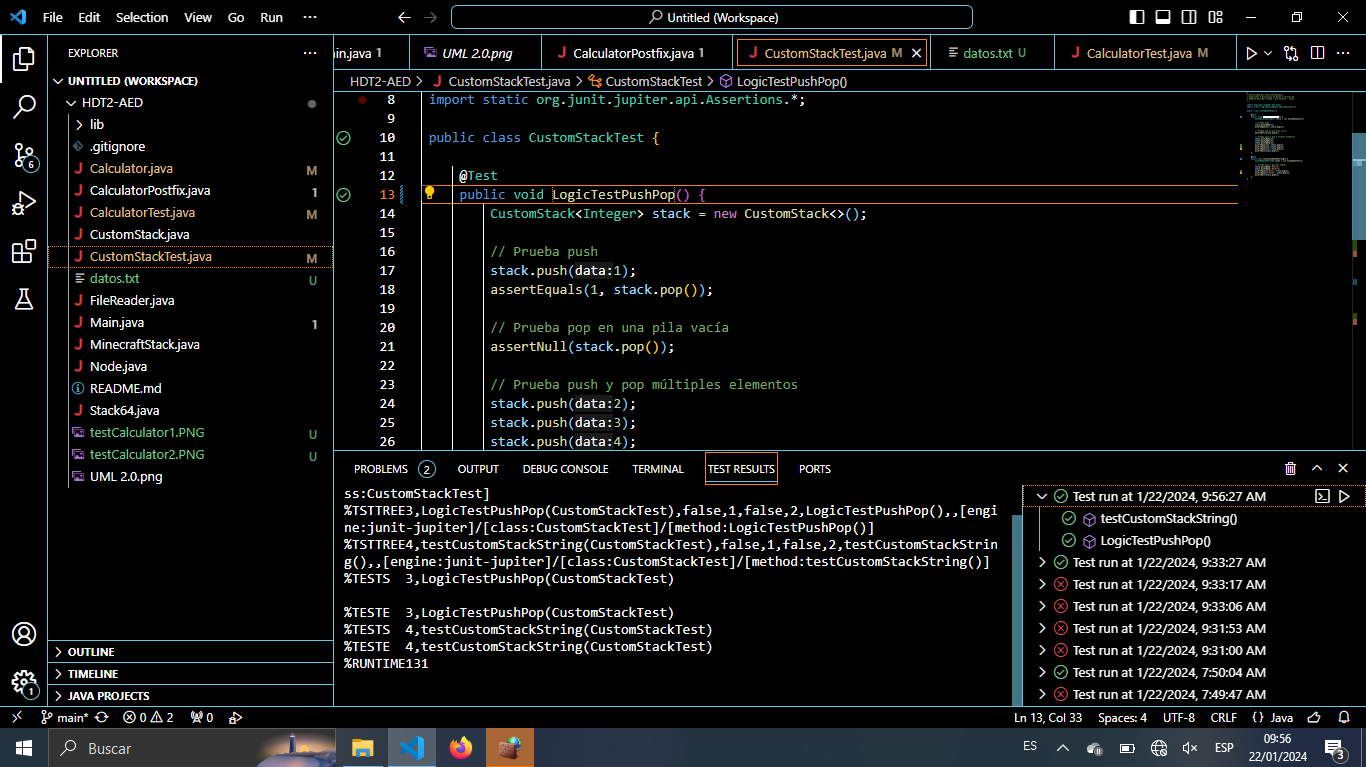 File Edit Selection View Go Run ··· Untitled (Workspace)
EXPLORER ···
UNTITLED (WORKSPACE)
HDT2-AED
lib
.gitignore
Calculator.java M
CalculatorPostfix.java 1
CalculatorTest.java M
CustomStack.java
CustomStackTest.java M
datos.txt U
FileReader.java
Main.java 1
MinecraftStack.java
Node.java
README.md
Stack64.java
testCalculator1.PNG U
testCalculator2.PNG U
UML 2.0.png
OUTLINE
TIMELINE
JAVA PROJECTS
6
1
in.java 1 UML 2.0.png CalculatorPostfix.java 1 CustomStackTest.java M datos.txt U CalculatorTest.java M
HDT2-AED > CustomStackTest.java > CustomStackTest > LogicTestPushPop()
8 import static org.junit.jupiter.api.Assertions.*;
9
10 public class CustomStackTest {
11
12 @Test
13 public void LogicTestPushPop() {
14 CustomStack<Integer> stack = new CustomStack<>();
15
16 // Prueba push
17 stack.push(data:1);
18 assertEquals(1, stack.pop());
19
20 // Prueba pop en una pila vacía
21 assertNull(stack.pop());
22
23 // Prueba push y pop múltiples elementos
24 stack.push(data:2);
25 stack.push(data:3);
26 stack.push(data:4);
PROBLEMS 2 OUTPUT DEBUG CONSOLE TERMINAL TEST RESULTS PORTS
ss:CustomStackTest]
%TSTTREE3,LogicTestPushPop(CustomStackTest),false,1,false,2,LogicTestPushPop(),,[engi
ne:junit-jupiter]/[class:CustomStackTest]/[method:LogicTestPushPop()]
%TSTTREE4,testCustomStackString(CustomStackTest),false,1,false,2,testCustomStackStrin
g(),,[engine:junit-jupiter]/[class:CustomStackTest]/[method:testCustomStackString()]
%TESTS 3,LogicTestPushPop(CustomStackTest)
%TESTE 3,LogicTestPushPop(CustomStackTest)
%TESTS 4,testCustomStackString(CustomStackTest)
%TESTE 4,testCustomStackString(CustomStackTest)
%RUNTIME131
Test run at 1/22/2024, 9:56:27 AM
testCustomStackString()
LogicTestPushPop()
Test run at 1/22/2024, 9:33:27 AM
Test run at 1/22/2024, 9:33:17 AM
Test run at 1/22/2024, 9:33:06 AM
Test run at 1/22/2024, 9:31:53 AM
Test run at 1/22/2024, 9:31:00 AM
Test run at 1/22/2024, 7:50:04 AM
Test run at 1/22/2024, 7:49:47 AM
main* 0 2 0 Ln 13, Col 33 Spaces: 4 UTF-8 CRLF {} Java
Buscar ES ESP 09:56
22/01/2024 3